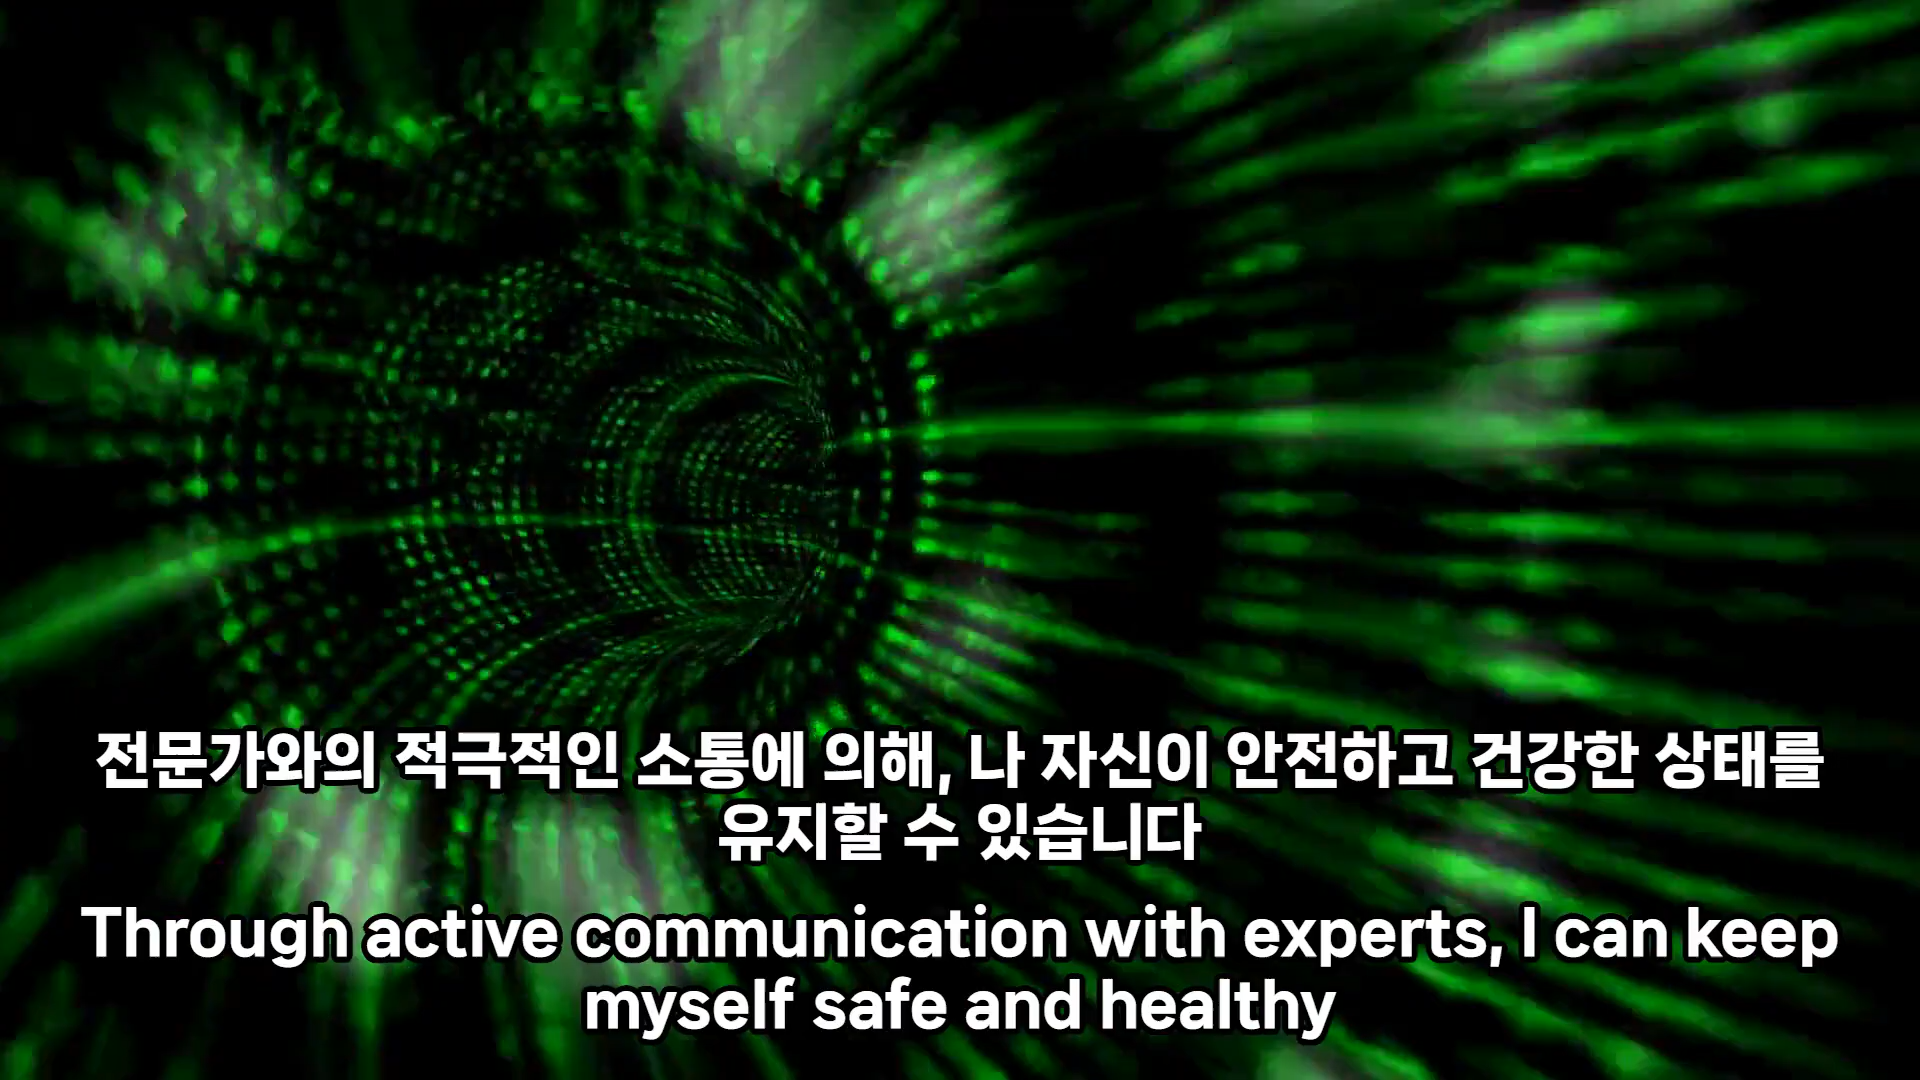 전문가와의 적극적인 소통에 의해, 나 자신이 안전하고 건강한 상태를
유지할 수 있습니다
Through active communication with experts, I can keep
myself safe and healthy